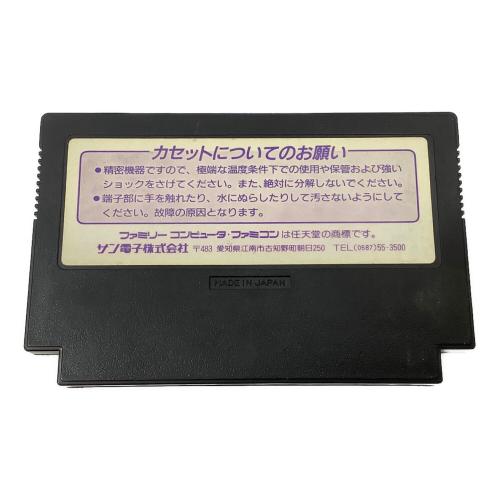 カセットについてのお願い
●精密機器ですので、極端な温度条件下での使用や保管および強い
ショックをさけてください。また、絶対に分解しないでください。
●端子部に手を触れたり、水にぬらしたりして汚さないようにして
ください。故障の原因となります。
ファミリー コンピュータ・ファミコンは任天堂の商標です。
サン電子株式会社 〒483 愛知県江南市古知野町朝日250 TEL(0587)55-3500
MADE IN JAPAN